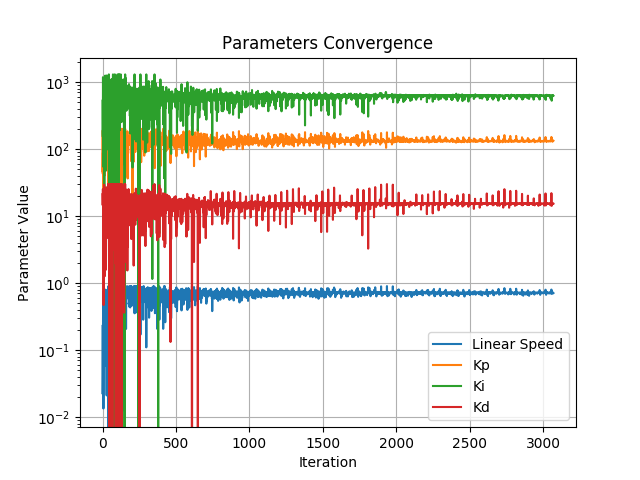 Parameters Convergence
Parameter Value
10³
10²
10¹
10⁰
10⁻¹
10⁻²
Linear Speed
Kp
Ki
Kd
0 500 1000 1500 2000 2500 3000
Iteration